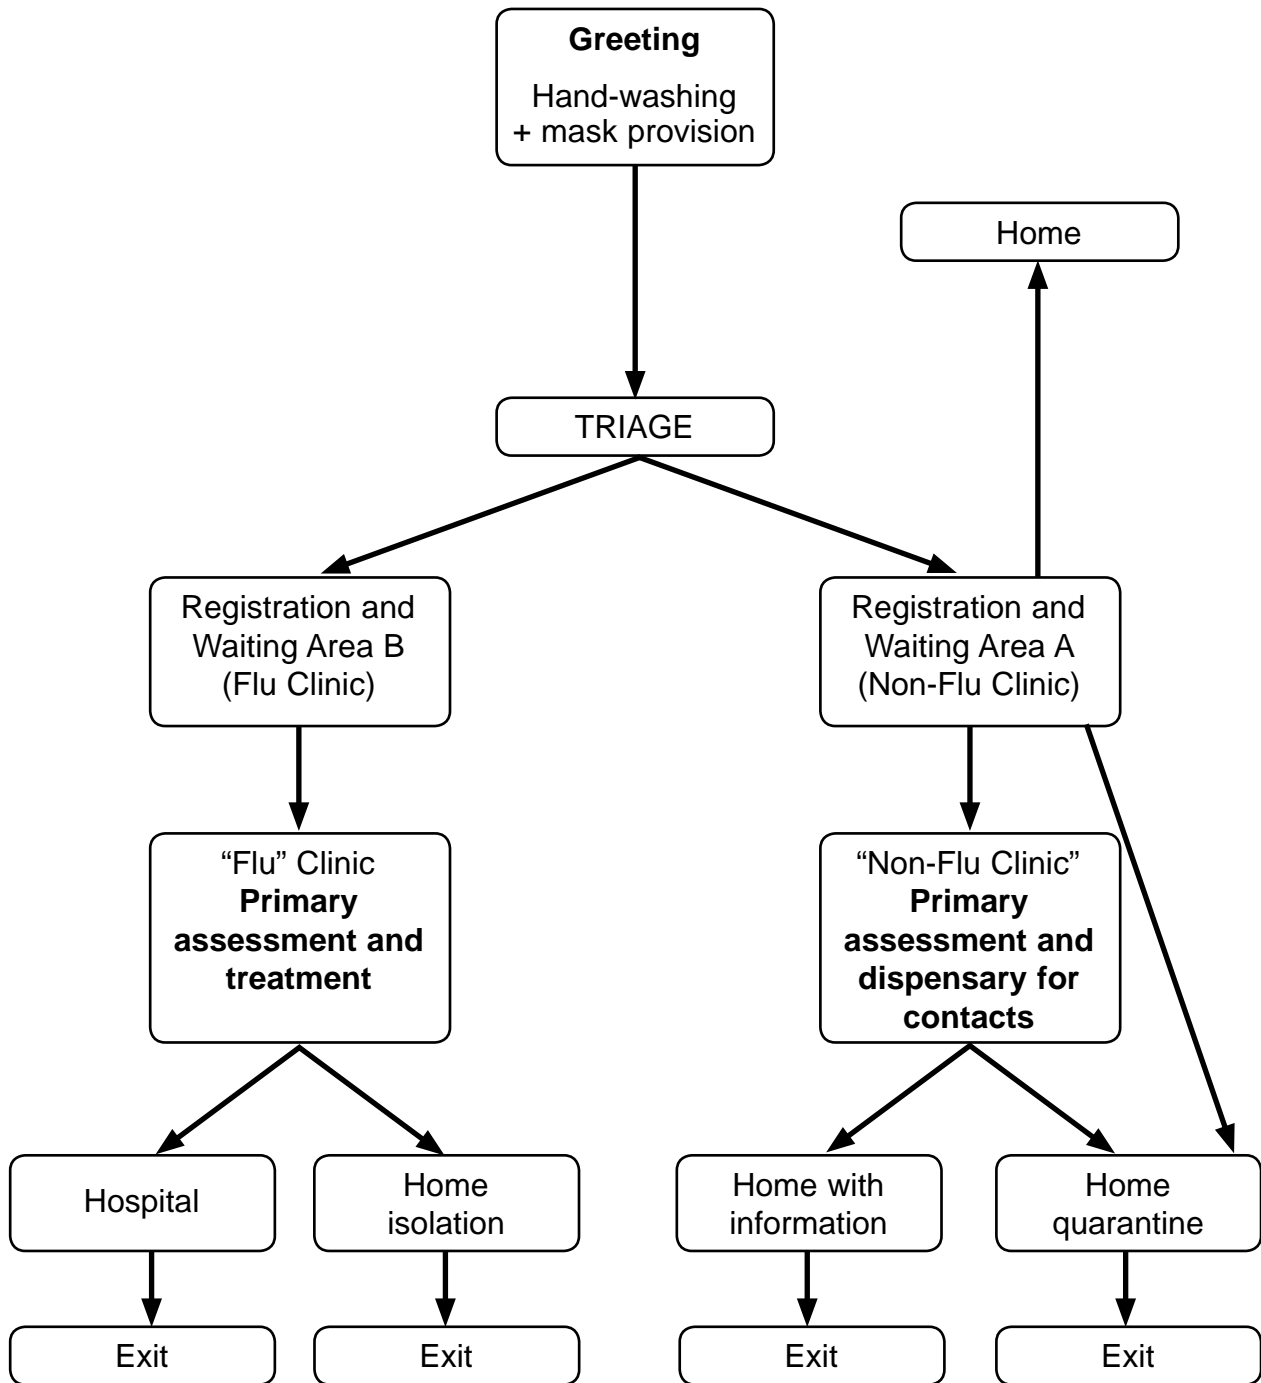 Greeting
Hand-washing
+ mask provision
Home
TRIAGE
Registration and
Waiting Area B
(Flu Clinic)
Registration and
Waiting Area A
(Non-Flu Clinic)
“Flu” Clinic
Primary
assessment and
treatment
“Non-Flu Clinic”
Primary
assessment and
dispensary for
contacts
Hospital
Home
isolation
Home with
information
Home
quarantine
Exit
Exit
Exit
Exit